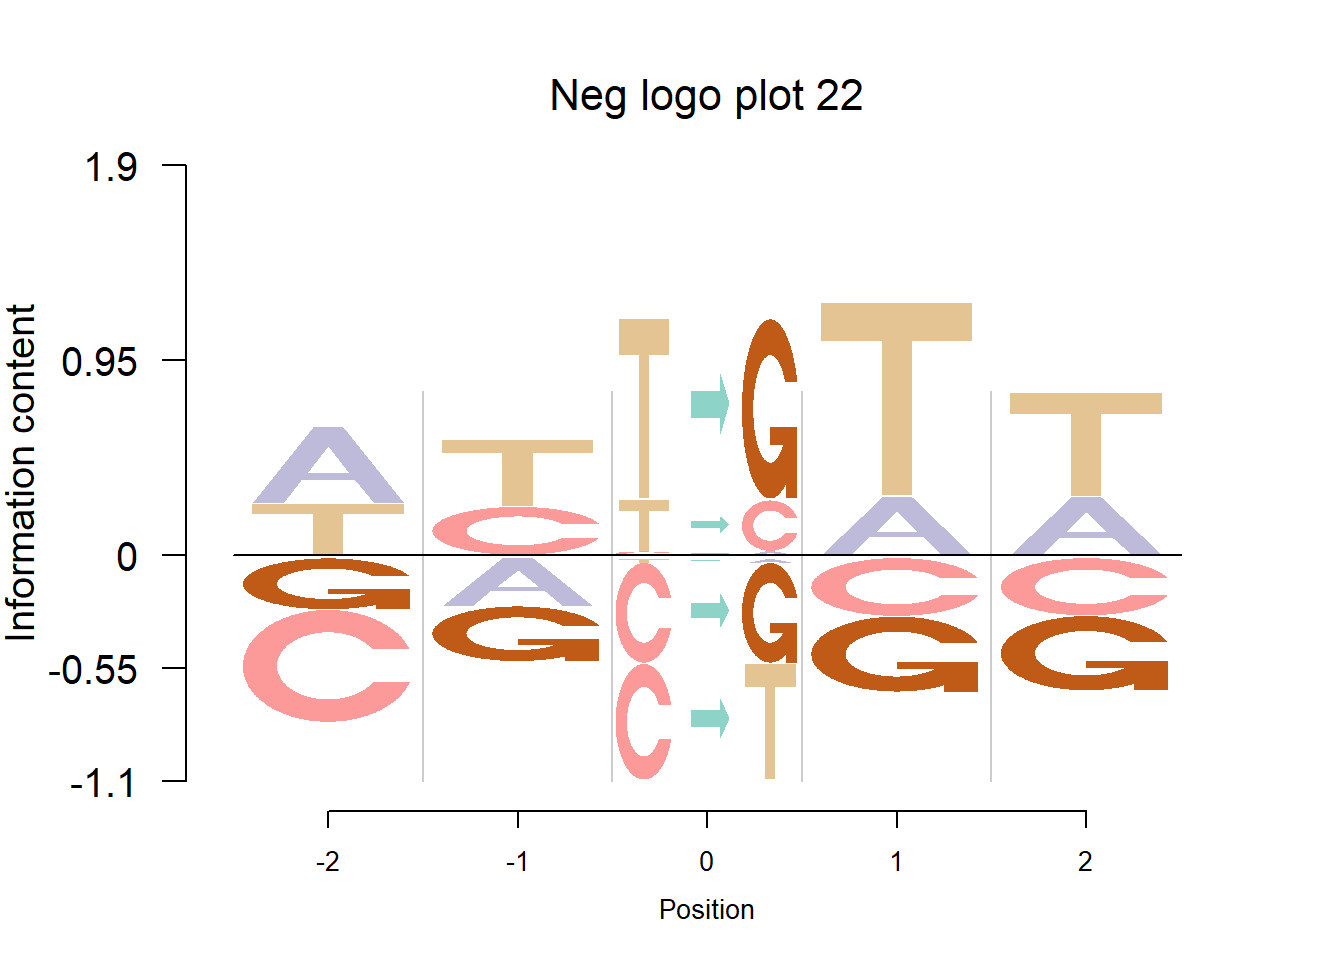 Neg logo plot 22
Information content
1.9
0.95
0
-0.55
-1.1
A T T T G T T
T C T C A A
G A C G C C
C G C T G G
-2 -1 0 1 2
Position